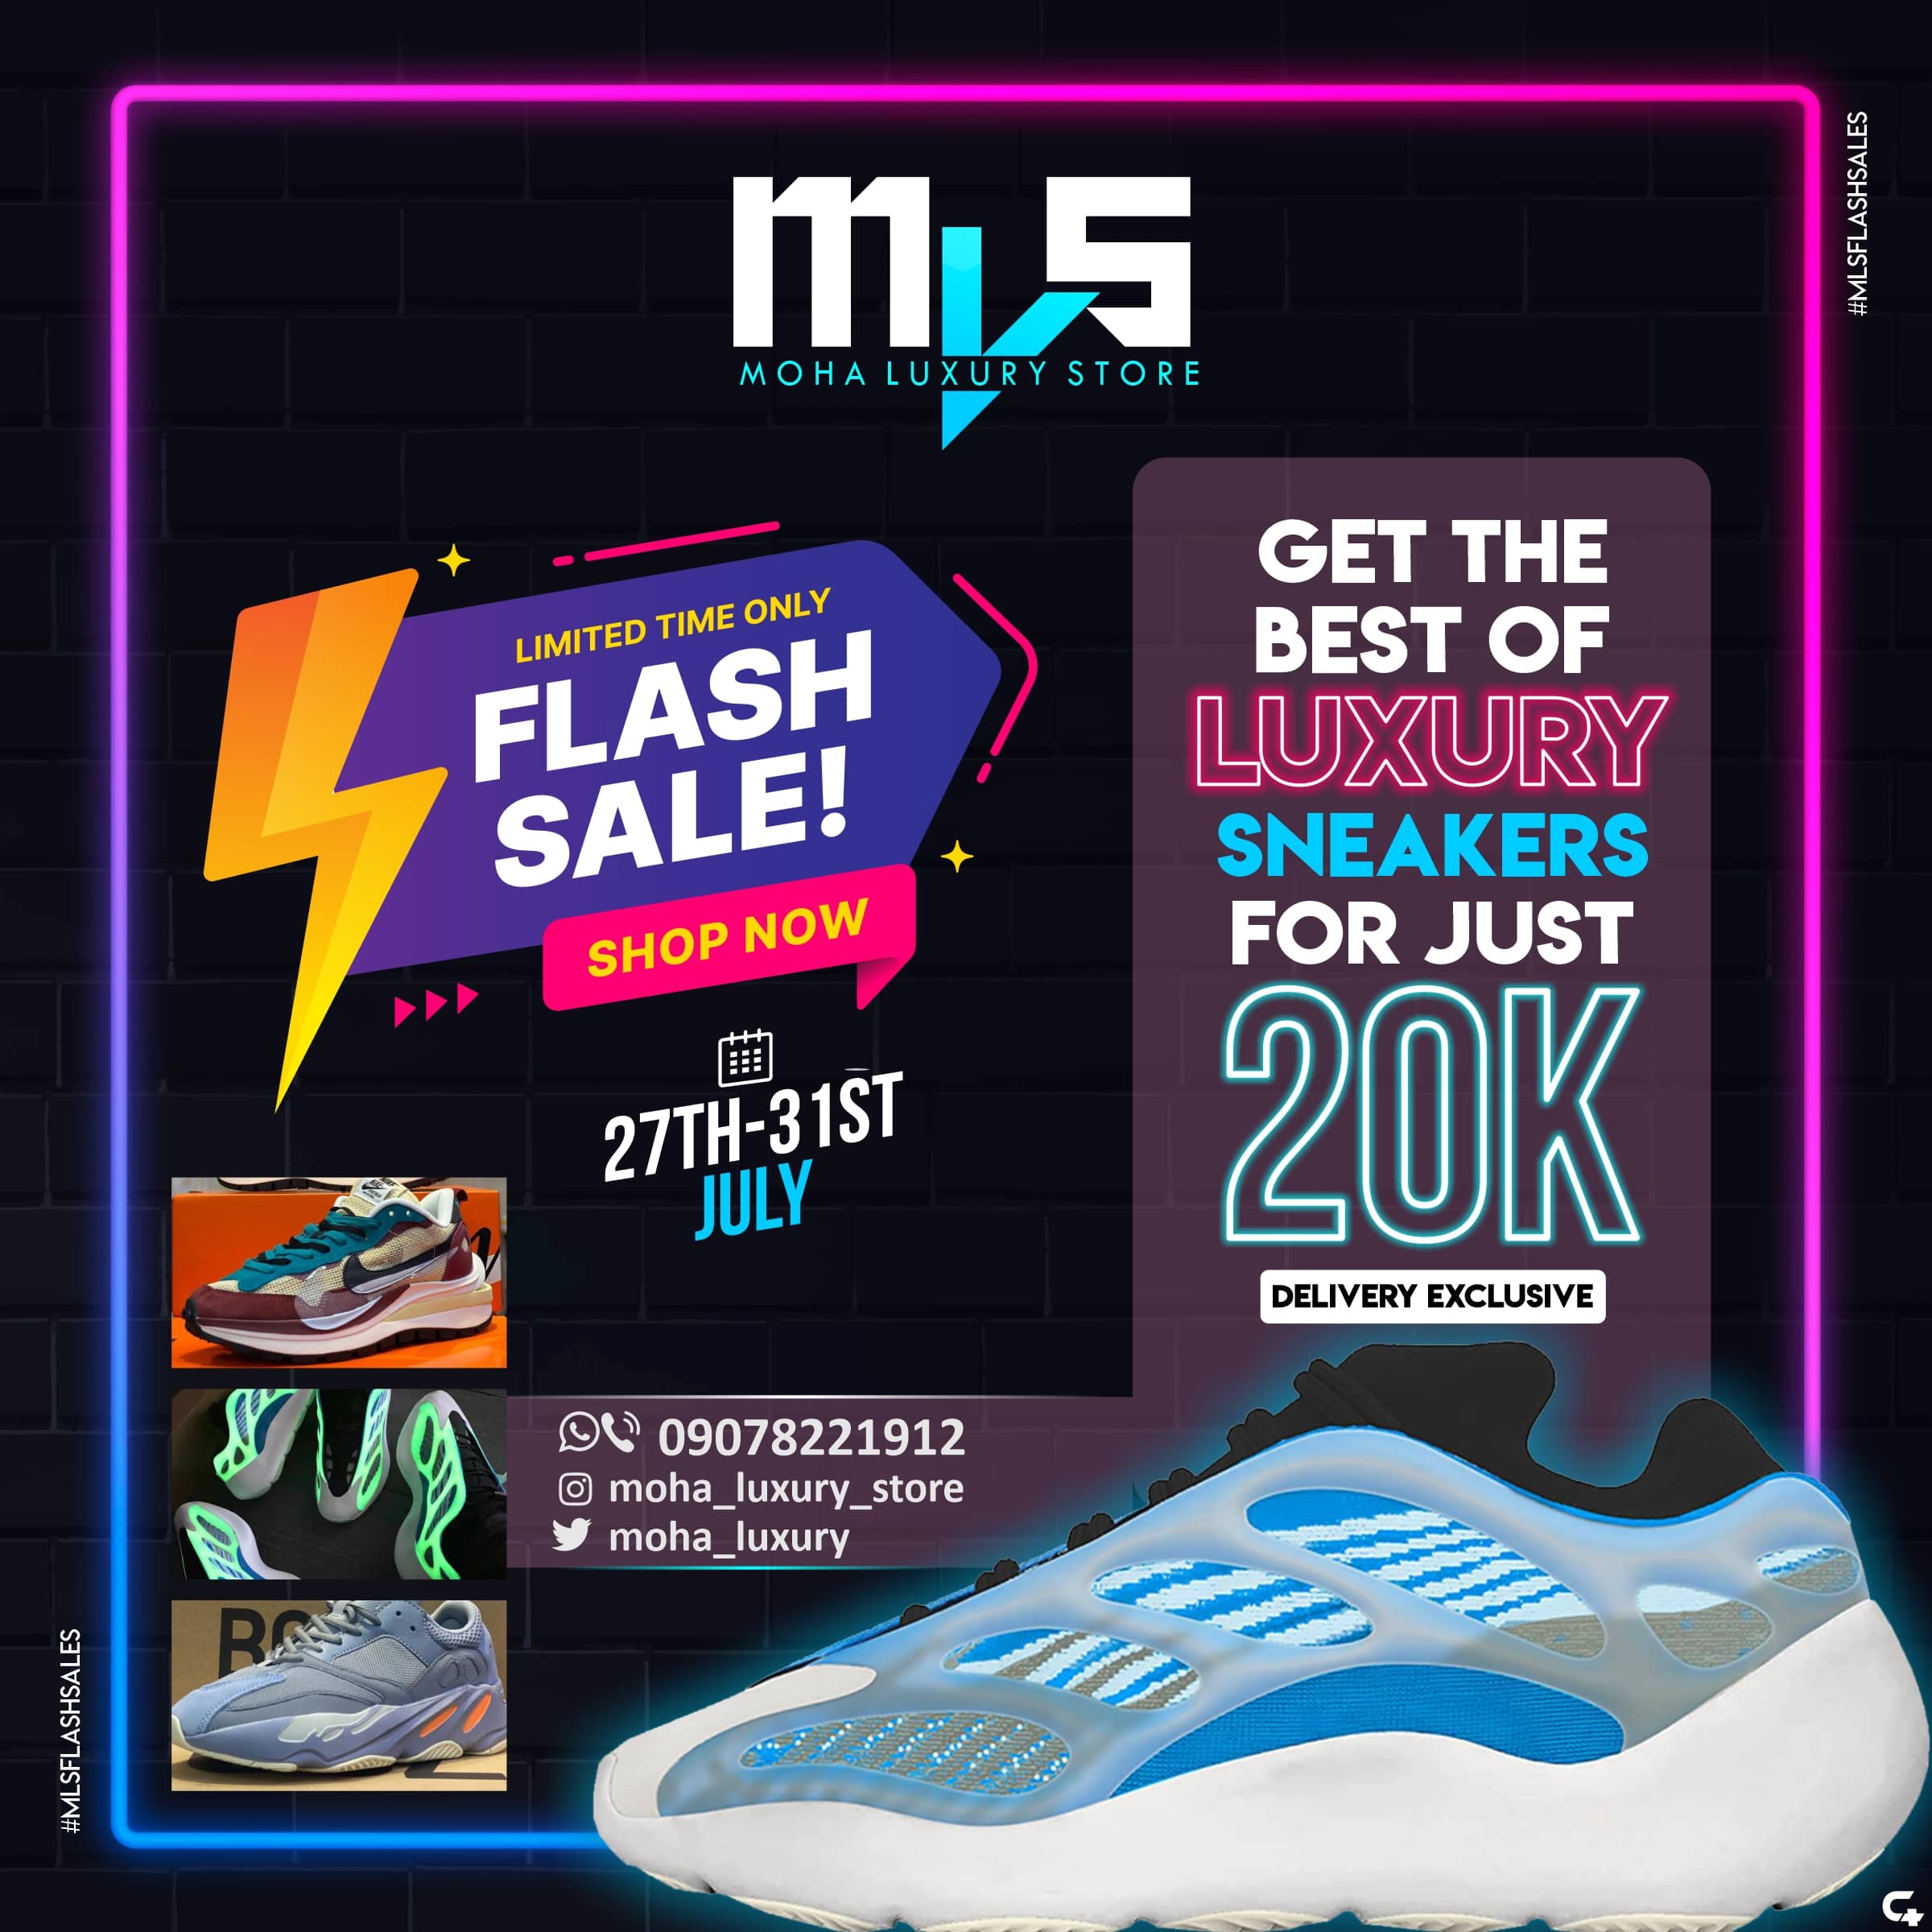 #MLSFLASHSALES
MLS
MOHA LUXURY STORE
LIMITED TIME ONLY
FLASH
SALE!
SHOP NOW
27TH-31ST
JULY
GET THE
BEST OF
LUXURY
SNEAKERS
FOR JUST
20K
DELIVERY EXCLUSIVE
09078221912
moha_luxury_store
moha_luxury
#MLSFLASHSALES